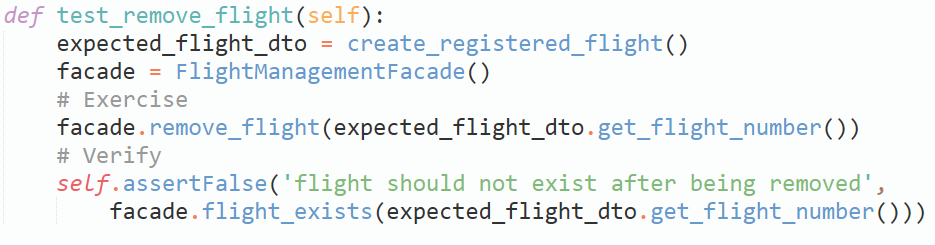 def test_remove_flight(self):
    expected_flight_dto = create_registered_flight()
    facade = FlightManagementFacade()
    # Exercise
    facade.remove_flight(expected_flight_dto.get_flight_number())
    # Verify
    self.assertFalse('flight should not exist after being removed',
        facade.flight_exists(expected_flight_dto.get_flight_number()))